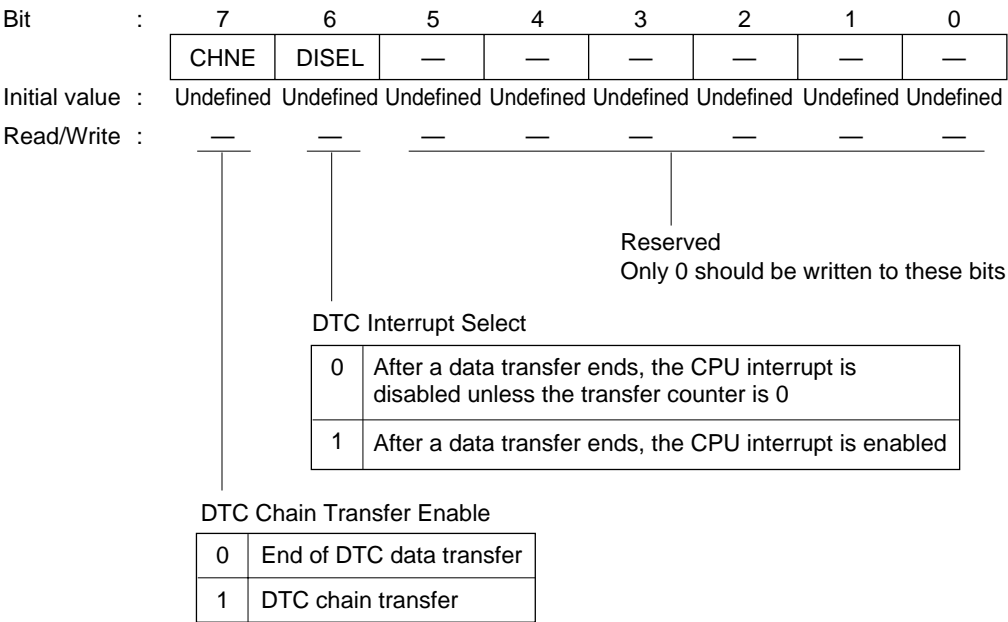 Bit : 7 6 5 4 3 2 1 0
CHNE DISEL — — — — — —
Initial value : Undefined Undefined Undefined Undefined Undefined Undefined Undefined Undefined
Read/Write : — — — — — — — —
Reserved
Only 0 should be written to these bits
DTC Interrupt Select
0 After a data transfer ends, the CPU interrupt is
disabled unless the transfer counter is 0
1 After a data transfer ends, the CPU interrupt is enabled
DTC Chain Transfer Enable
0 End of DTC data transfer
1 DTC chain transfer